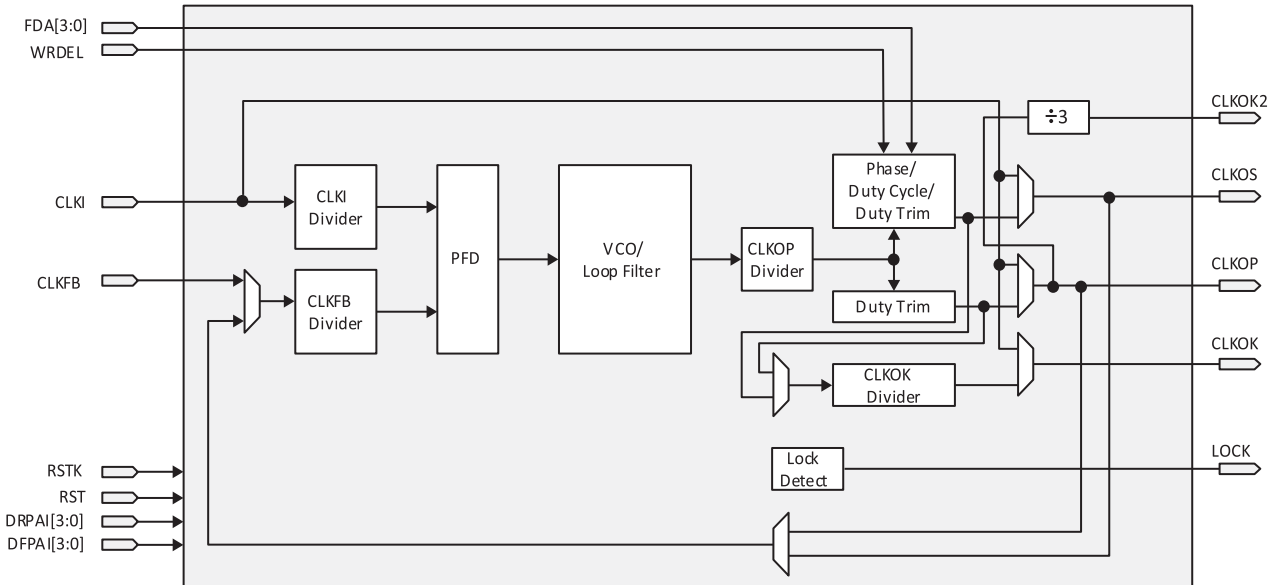 FDA[3:0]
WRDEL
CLKOK2
÷3
Phase/
Duty Cycle/
Duty Trim
CLKOS
CLKI
CLKI
Divider
PFD
VCO/
Loop Filter
CLKOP
Divider
CLKFB
CLKFB
Divider
Duty Trim
CLKOP
CLKOK
CLKOK
Divider
LOCK
Lock
Detect
RSTK
RST
DRPAI[3:0]
DFPAI[3:0]